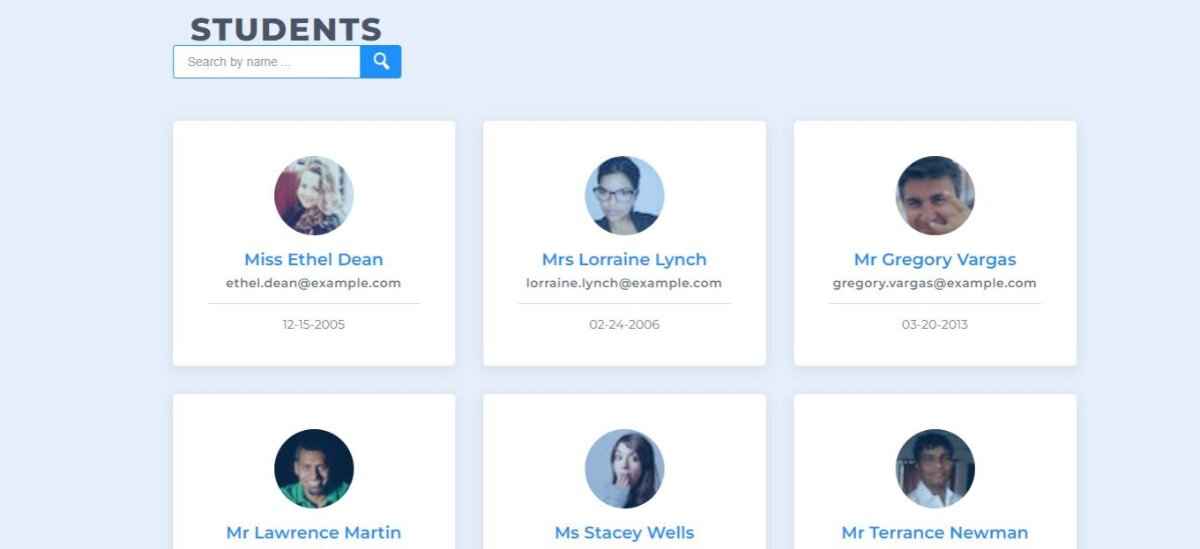 STUDENTS
Search by name ...
Miss Ethel Dean
ethel.dean@example.com
12-15-2005
Mrs Lorraine Lynch
lorraine.lynch@example.com
02-24-2006
Mr Gregory Vargas
gregory.vargas@example.com
03-20-2013
Mr Lawrence Martin
Ms Stacey Wells
Mr Terrance Newman